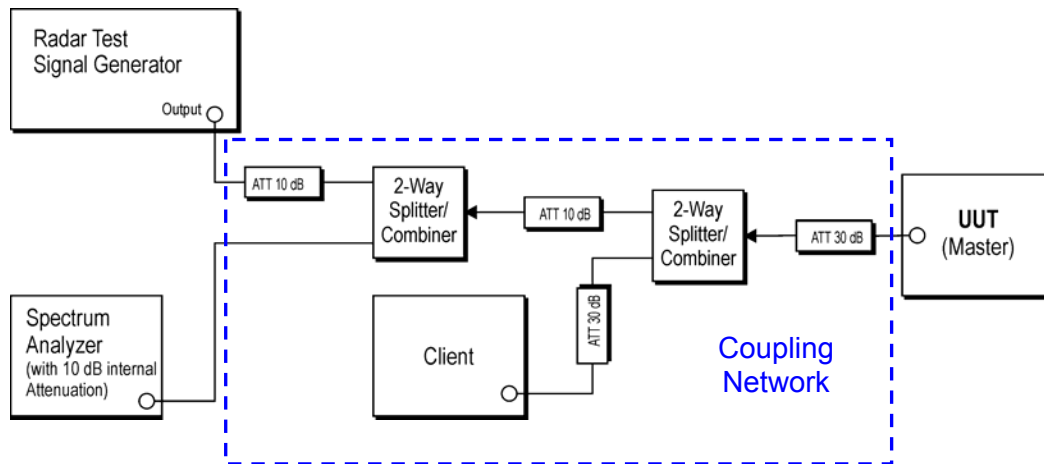 Radar Test
Signal Generator
Output
ATT 10 dB
2-Way
Splitter/
Combiner
ATT 10 dB
2-Way
Splitter/
Combiner
ATT 30 dB
UUT
(Master)
Spectrum
Analyzer
(with 10 dB internal
Attenuation)
Client
ATT 30 dB
Coupling
Network